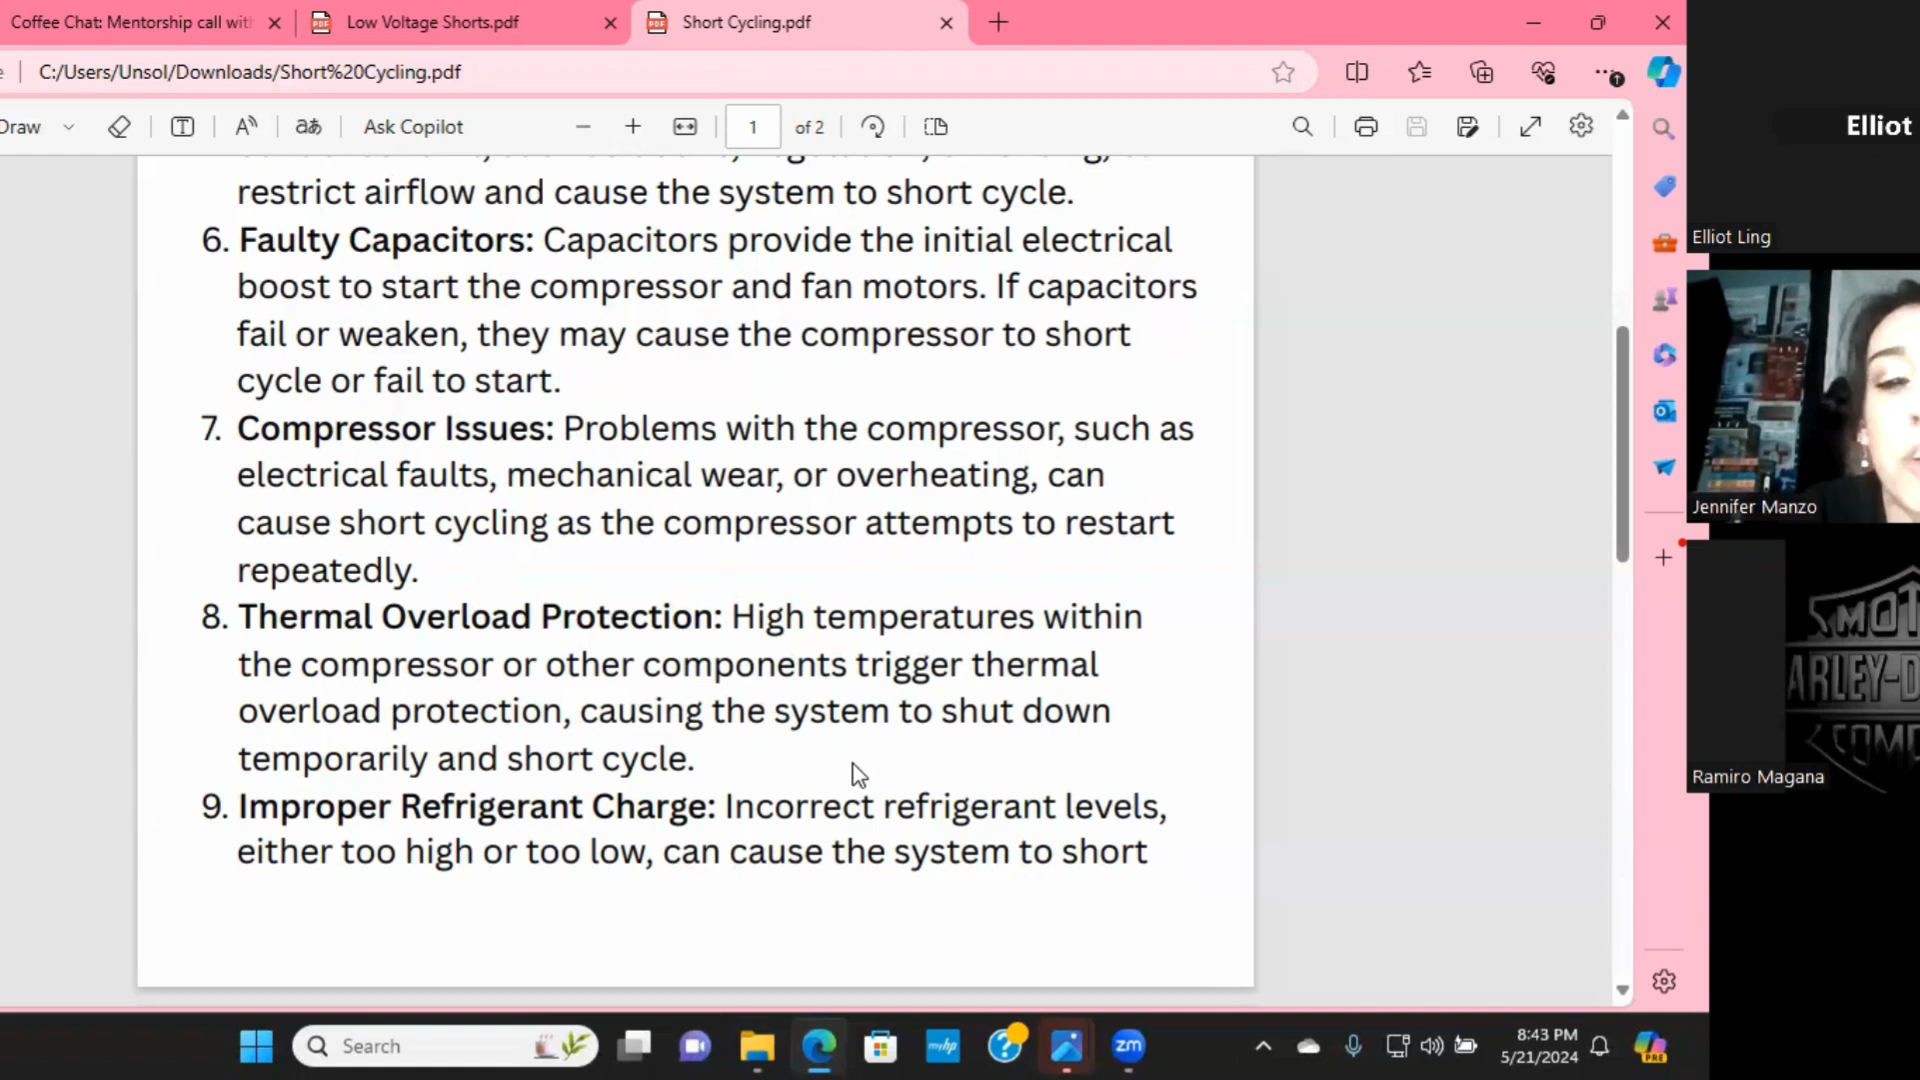 Coffee Chat: Mentorship call wit
Low Voltage Shorts.pdf
Short Cycling.pdf
C:/Users/Unsol/Downloads/Short%20Cycling.pdf
Draw
Ask Copilot
1 of 2
restrict airflow and cause the system to short cycle.
6. Faulty Capacitors: Capacitors provide the initial electrical
boost to start the compressor and fan motors. If capacitors
fail or weaken, they may cause the compressor to short
cycle or fail to start.
7. Compressor Issues: Problems with the compressor, such as
electrical faults, mechanical wear, or overheating, can
cause short cycling as the compressor attempts to restart
repeatedly.
8. Thermal Overload Protection: High temperatures within
the compressor or other components trigger thermal
overload protection, causing the system to shut down
temporarily and short cycle.
9. Improper Refrigerant Charge: Incorrect refrigerant levels,
either too high or too low, can cause the system to short
Elliot
Elliot Ling
Jennifer Manzo
MOT
ARLEY-D
COM
Ramiro Magana
Search
myhp
zm
8:43 PM
5/21/2024
PRE